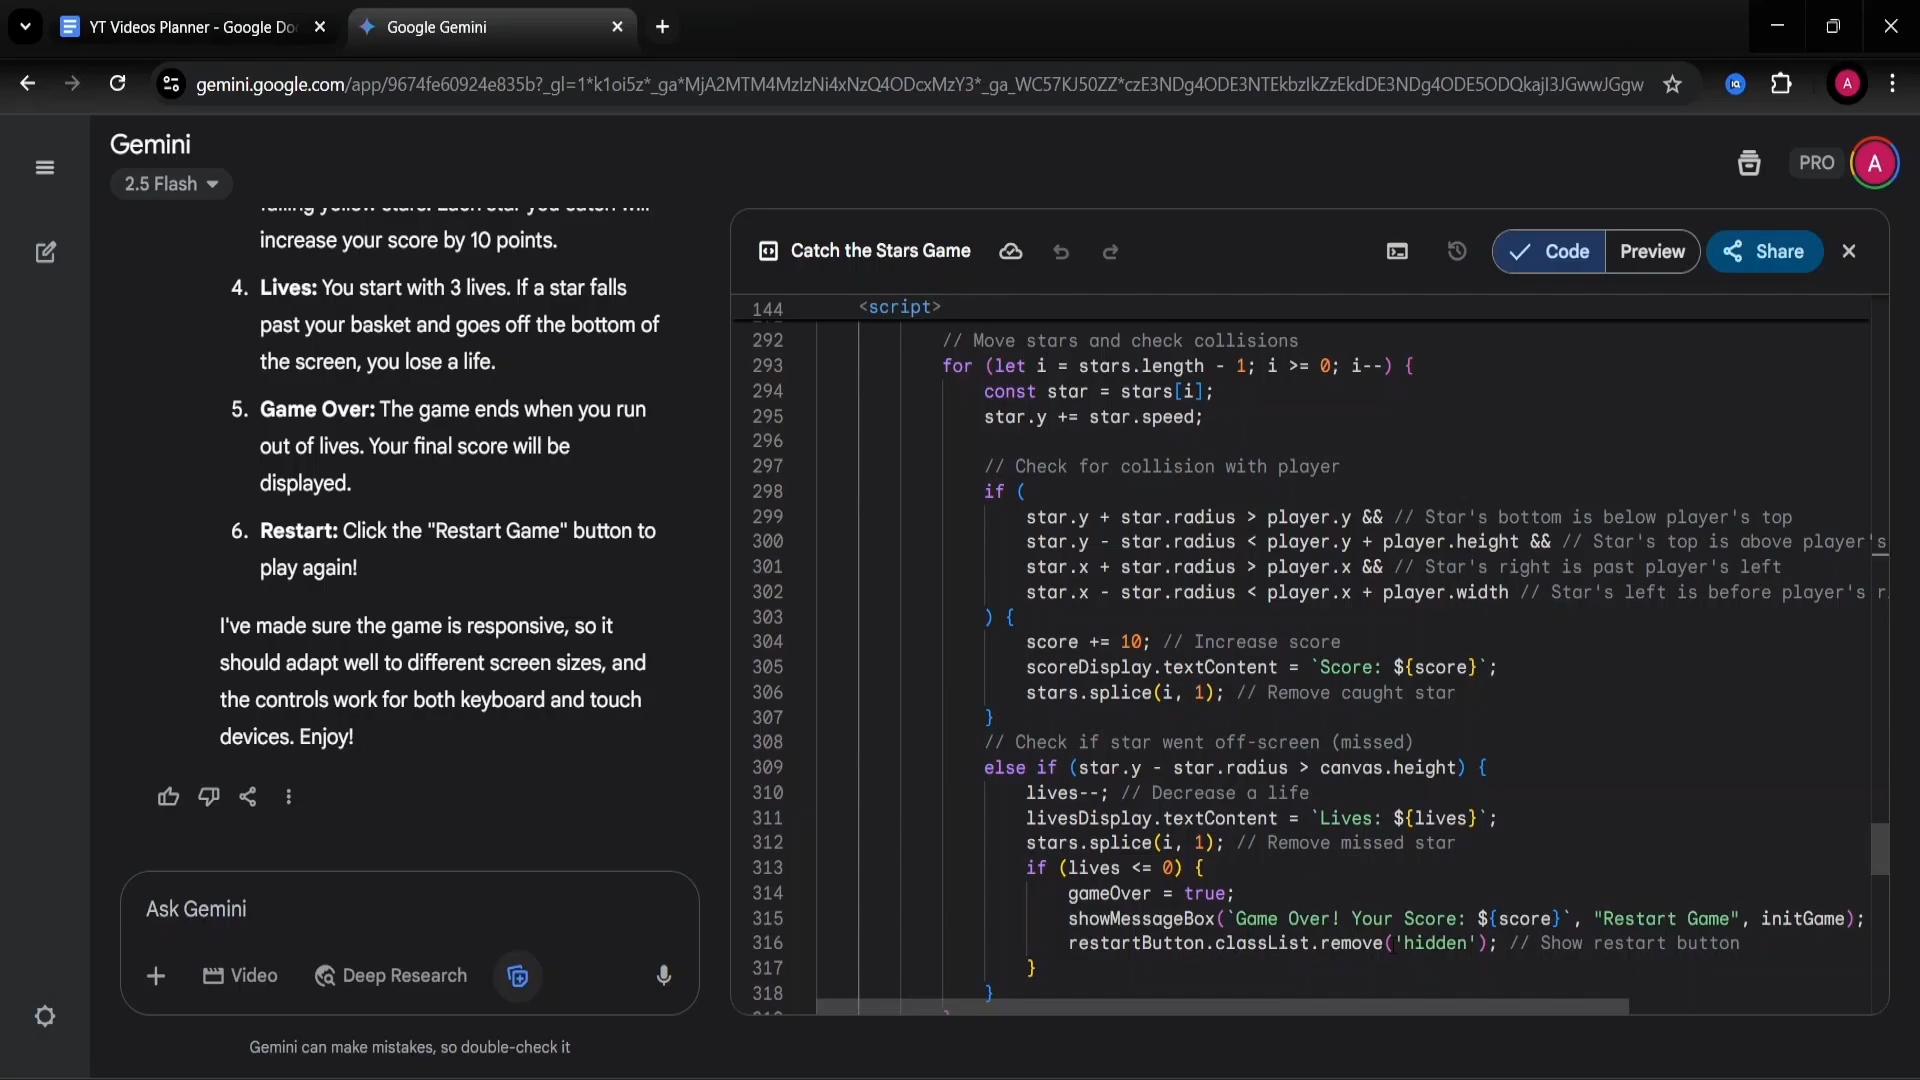 YT Videos Planner - Google Do
Google Gemini
gemini.google.com/app/9674fe60924e835b?_gl=1*k1oi5z*_ga*MjA2MTM4MzIzNi4xNzQ4ODcxMzY3*_ga_WC57KJ50ZZ*czE3NDg4ODE3NTEkbzIkZzEkdDE3NDg4ODE5ODQkajI3JGwwJGgw
A
Gemini
2.5 Flash
PRO
A
increase your score by 10 points.
4. Lives: You start with 3 lives. If a star falls
past your basket and goes off the bottom of
the screen, you lose a life.
5. Game Over: The game ends when you run
out of lives. Your final score will be
displayed.
6. Restart: Click the "Restart Game" button to
play again!
I've made sure the game is responsive, so it
should adapt well to different screen sizes, and
the controls work for both keyboard and touch
devices. Enjoy!
Ask Gemini
Video
Deep Research
Gemini can make mistakes, so double-check it
Catch the Stars Game
Code
Preview
Share
144 <script>
292 // Move stars and check collisions
293 for (let i = stars.length - 1; i >= 0; i--) {
294 const star = stars[i];
295 star.y += star.speed;
296
297 // Check for collision with player
298 if (
299 star.y + star.radius > player.y && // Star's bottom is below player's top
300 star.y - star.radius < player.y + player.height && // Star's top is above player's
301 star.x + star.radius > player.x && // Star's right is past player's left
302 star.x - star.radius < player.x + player.width // Star's left is before player's r
303 ) {
304 score += 10; // Increase score
305 scoreDisplay.textContent = `Score: ${score}`;
306 stars.splice(i, 1); // Remove caught star
307 }
308 // Check if star went off-screen (missed)
309 else if (star.y - star.radius > canvas.height) {
310 lives--; // Decrease a life
311 livesDisplay.textContent = `Lives: ${lives}`;
312 stars.splice(i, 1); // Remove missed star
313 if (lives <= 0) {
314 gameOver = true;
315 showMessageBox(`Game Over! Your Score: ${score}`, "Restart Game", initGame);
316 restartButton.classList.remove('hidden'); // Show restart button
317 }
318 }